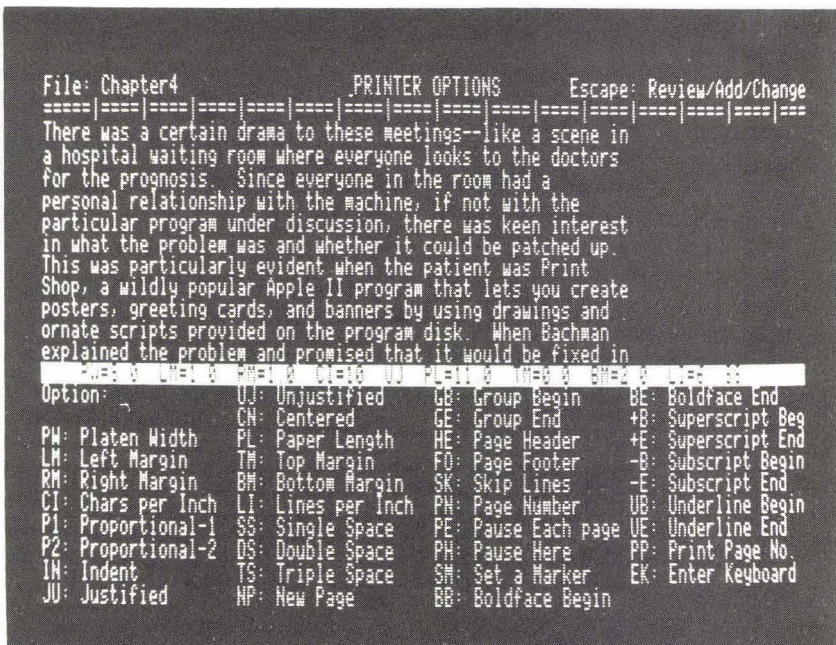 File: Chapter4 PRINTER OPTIONS Escape: Review/Add/Change
=====|====|====|====|====|====|====|====|====|====|====|====|====|====|====|===
There was a certain drama to these meetings--like a scene in
a hospital waiting room where everyone looks to the doctors
for the prognosis. Since everyone in the room had a
personal relationship with the machine, if not with the
particular program under discussion, there was keen interest
in what the problem was and whether it could be patched up.
This was particularly evident when the patient was Print
Shop, a wildly popular Apple II program that lets you create
posters, greeting cards, and banners by using drawings and
ornate scripts provided on the program disk. When Bachman
explained the problem and promised that it would be fixed in
Option: _ UJ: Unjustified GB: Group Begin BE: Boldface End
CN: Centered GE: Group End +B: Superscript Beg
PW: Platen Width PL: Paper Length HE: Page Header +E: Superscript End
LM: Left Margin TM: Top Margin FO: Page Footer -B: Subscript Begin
RM: Right Margin BM: Bottom Margin SK: Skip Lines -E: Subscript End
CI: Chars per Inch LI: Lines per Inch PN: Page Number UB: Underline Begin
P1: Proportional-1 SS: Single Space PE: Pause Each page UE: Underline End
P2: Proportional-2 DS: Double Space PH: Pause Here PP: Print Page No.
IN: Indent TS: Triple Space SM: Set a Marker EK: Enter Keyboard
JU: Justified NP: New Page BB: Boldface Begin